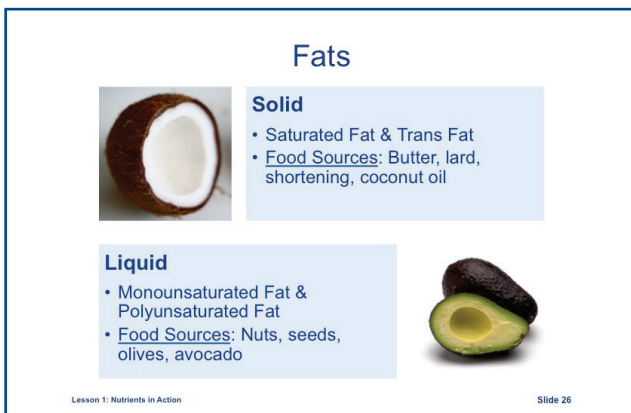 Fats
Solid
• Saturated Fat & Trans Fat
• Food Sources: Butter, lard,
shortening, coconut oil
Liquid
• Monounsaturated Fat &
Polyunsaturated Fat
• Food Sources: Nuts, seeds,
olives, avocado
Lesson 1: Nutrients in Action
Slide 26